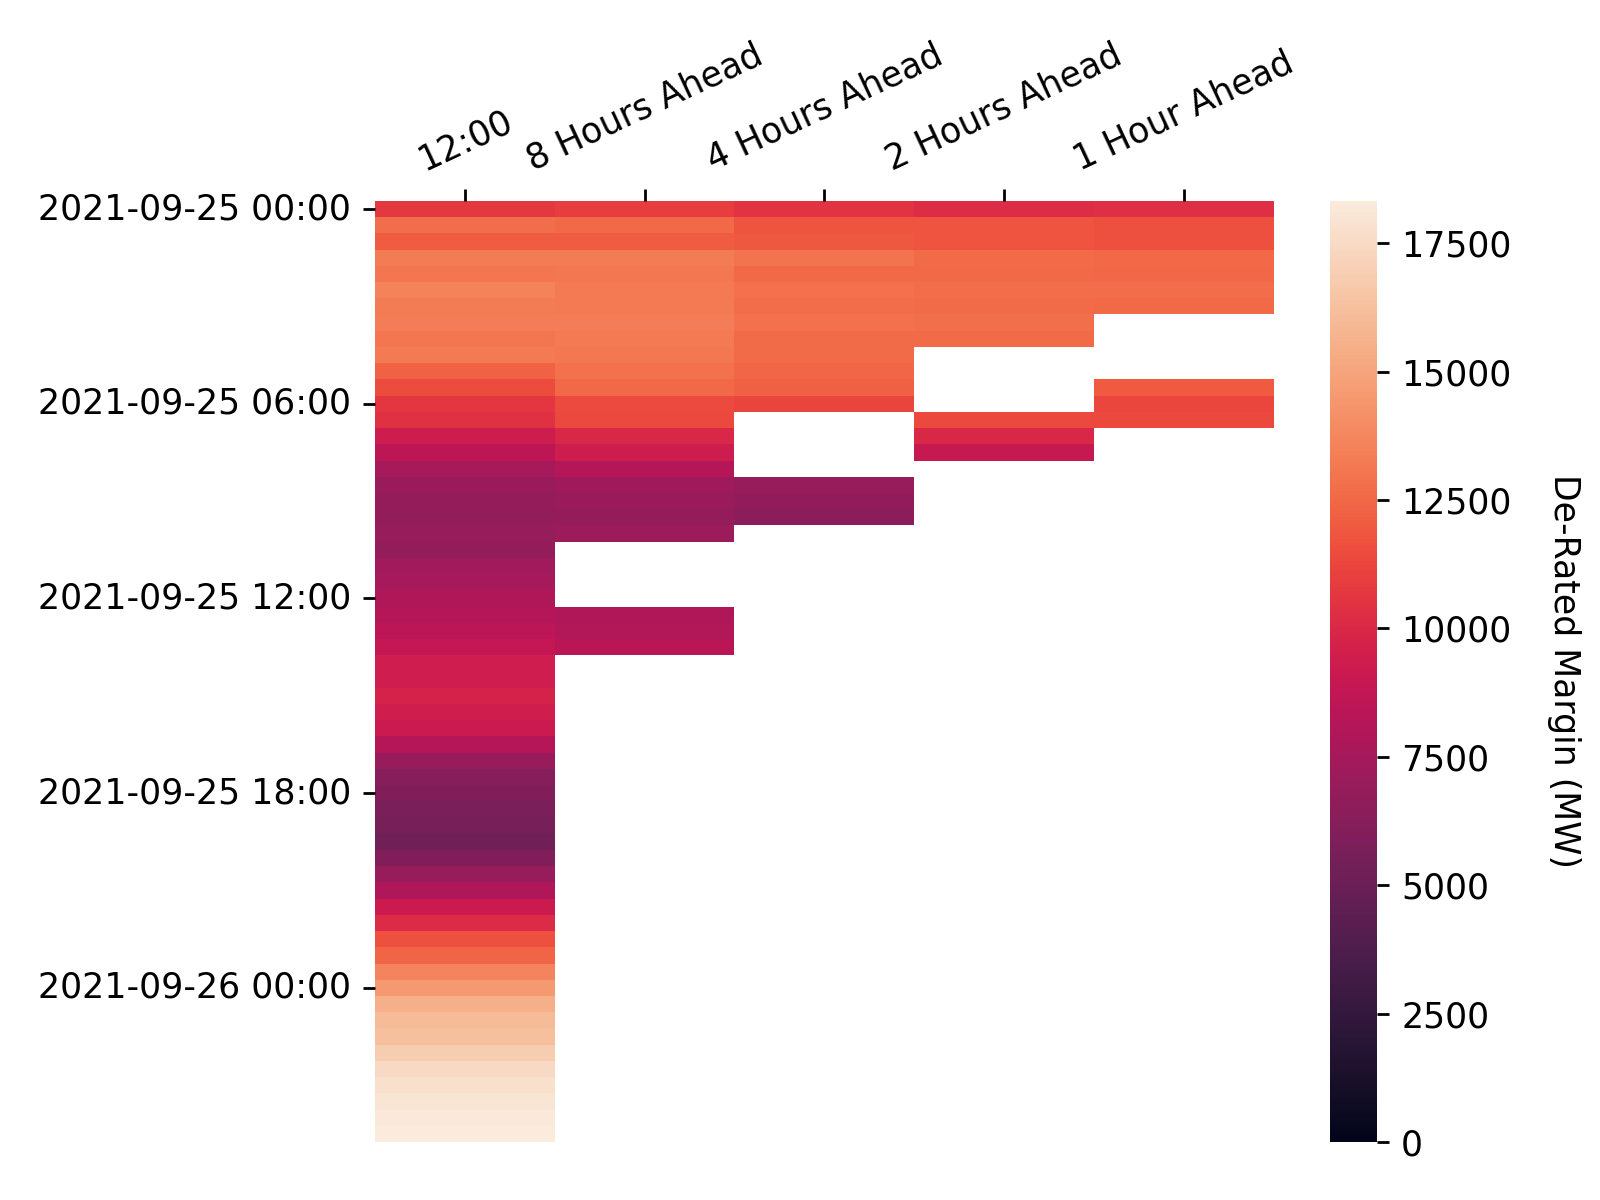 12:00
8 Hours Ahead
4 Hours Ahead
2 Hours Ahead
1 Hour Ahead
2021-09-25 00:00
2021-09-25 06:00
2021-09-25 12:00
2021-09-25 18:00
2021-09-26 00:00
17500
15000
12500
10000
7500
5000
2500
0
De-Rated Margin (MW)